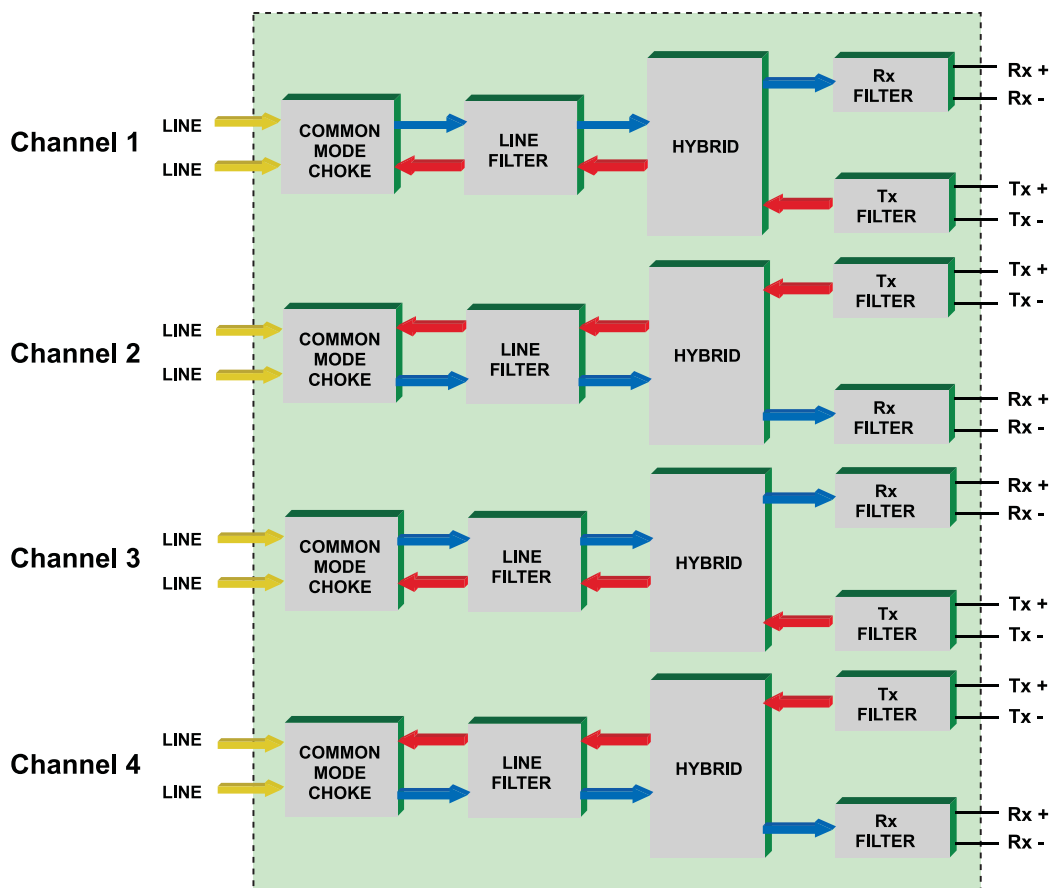 Channel 1
LINE
LINE
COMMON
MODE
CHOKE
LINE
FILTER
HYBRID
Rx
FILTER
Rx +
Rx -
Tx
FILTER
Tx +
Tx -
Channel 2
LINE
LINE
COMMON
MODE
CHOKE
LINE
FILTER
HYBRID
Tx
FILTER
Tx +
Tx -
Rx
FILTER
Rx +
Rx -
Channel 3
LINE
LINE
COMMON
MODE
CHOKE
LINE
FILTER
HYBRID
Rx
FILTER
Rx +
Rx -
Tx
FILTER
Tx +
Tx -
Channel 4
LINE
LINE
COMMON
MODE
CHOKE
LINE
FILTER
HYBRID
Tx
FILTER
Tx +
Tx -
Rx
FILTER
Rx +
Rx -